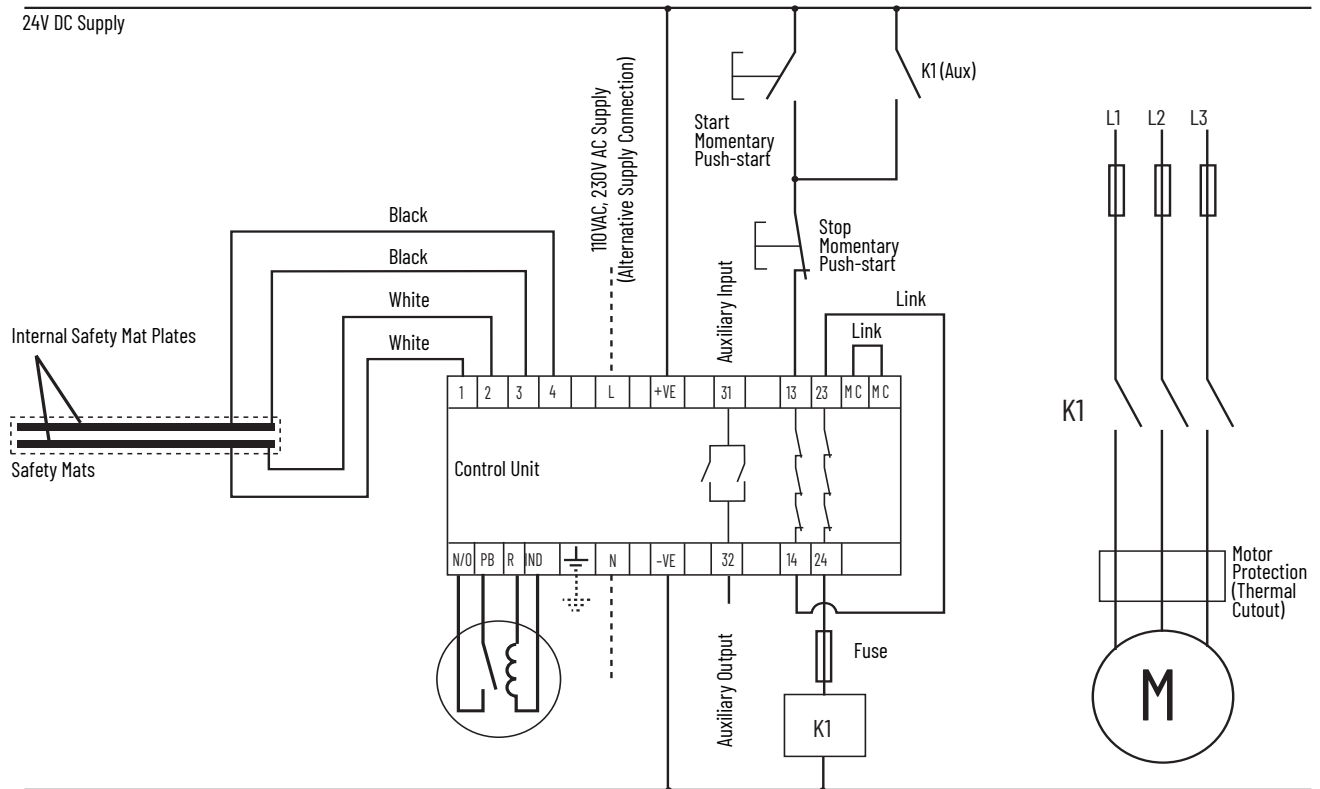 24V DC Supply
110VAC, 230V AC Supply
(Alternative Supply Connection)
K1 (Aux)
Start
Momentary
Push-start
L1 L2 L3
Black
Black
White
White
Stop
Momentary
Push-start
Auxiliary Input
Link
Link
Internal Safety Mat Plates
Safety Mats
1 2 3 4 L +VE 31 13 23 M C M C
K1
Control Unit
N/O PB R IND N -VE 32 14 24
Motor
Protection
(Thermal
Cutout)
Auxiliary Output
Fuse
K1
M